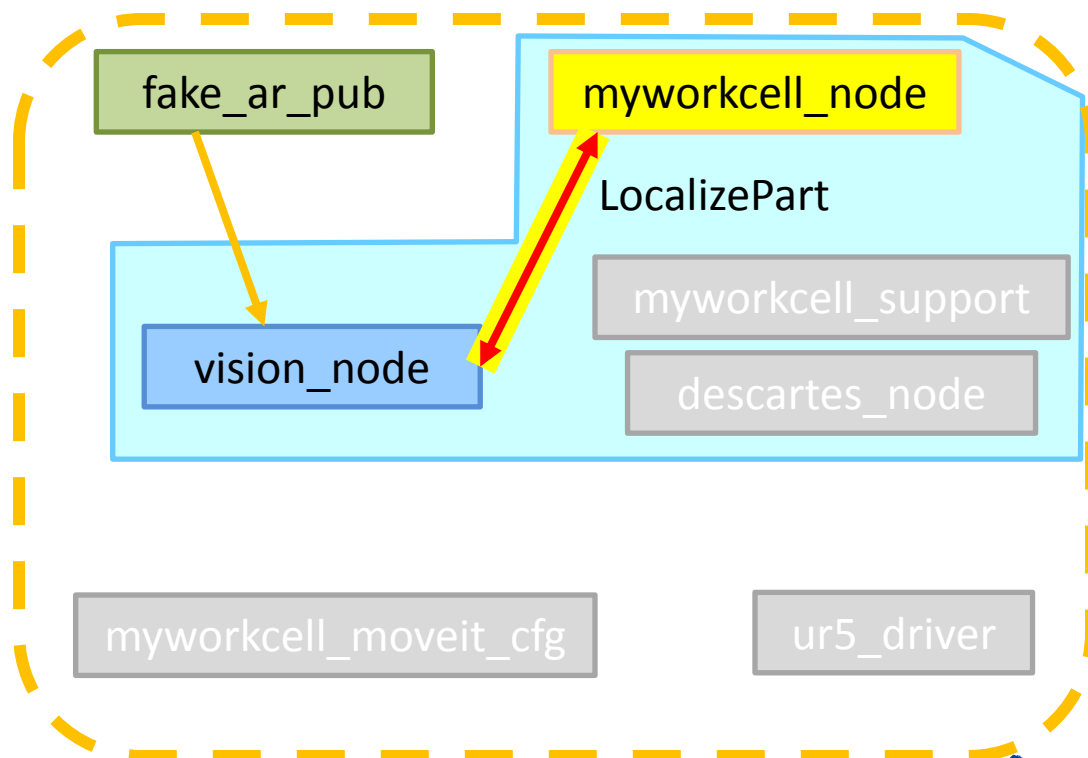 fake_ar_pub
myworkcell_node
LocalizePart
myworkcell_support
vision_node
descartes_node
myworkcell_moveit_cfg
ur5_driver